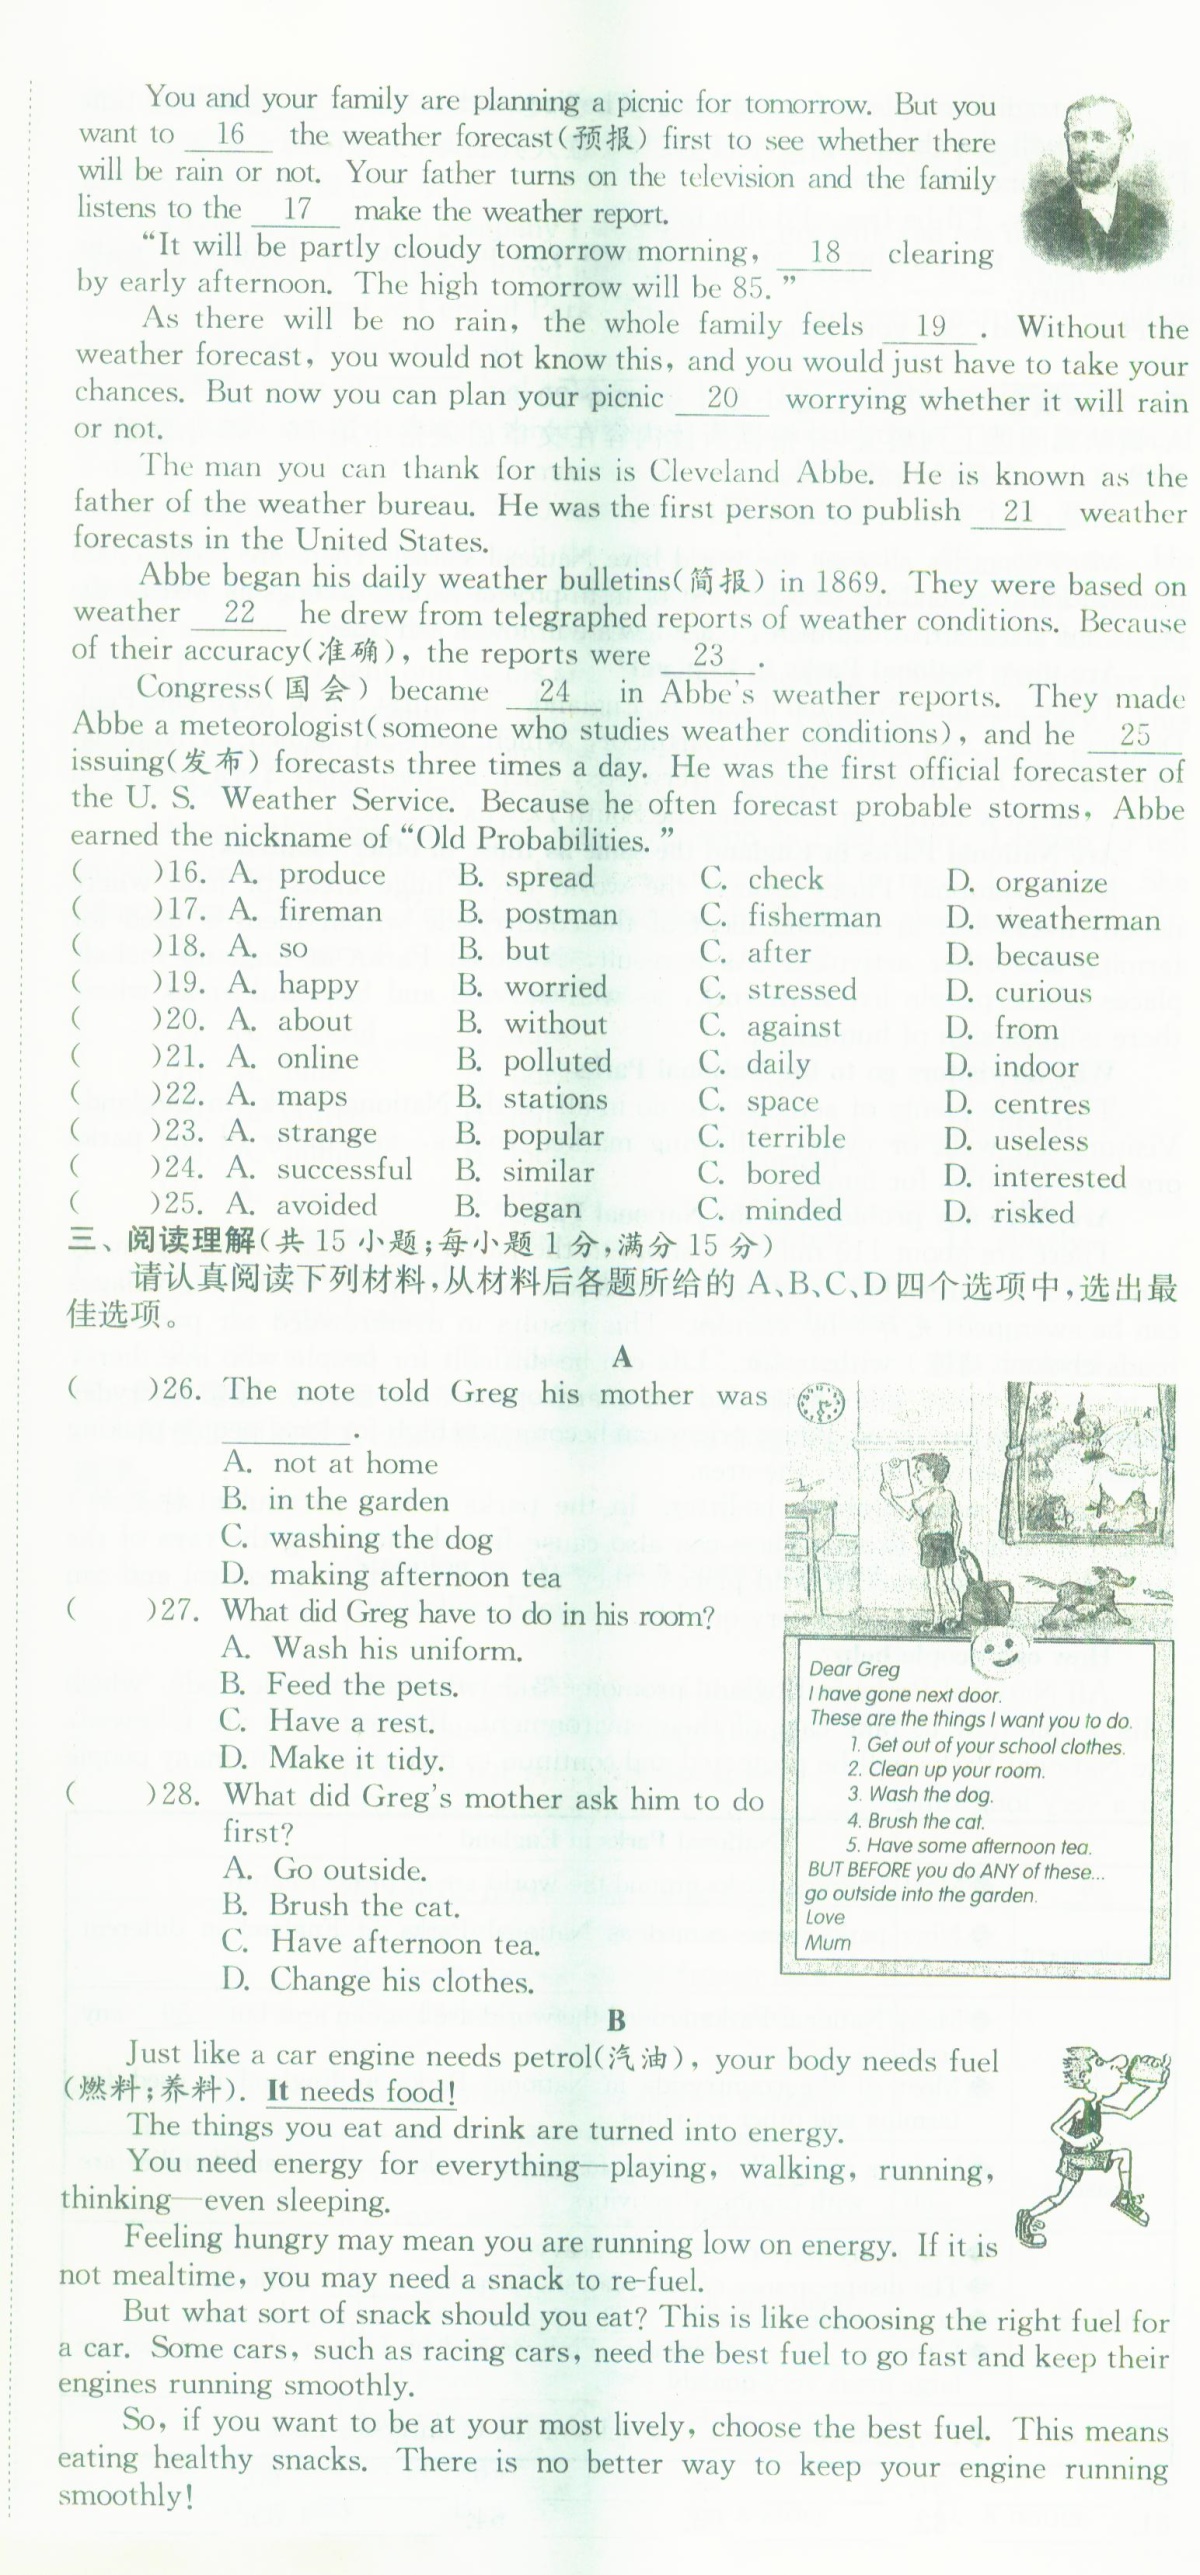 You and your family are planning a picnic for tomorrow. But you
want to 16 the weather forecast(预报) first to see whether there
will be rain or not. Your father turns on the television and the family
listens to the 17 make the weather report.
“It will be partly cloudy tomorrow morning, 18 clearing
by early afternoon. The high tomorrow will be 85.”
As there will be no rain, the whole family feels 19 . Without the
weather forecast, you would not know this, and you would just have to take your
chances. But now you can plan your picnic 20 worrying whether it will rain
or not.
The man you can thank for this is Cleveland Abbe. He is known as the
father of the weather bureau. He was the first person to publish 21 weather
forecasts in the United States.
Abbe began his daily weather bulletins(简报) in 1869. They were based on
weather 22 he drew from telegraphed reports of weather conditions. Because
of their accuracy(准确), the reports were 23 .
Congress(国会) became 24 in Abbe's weather reports. They made
Abbe a meteorologist(someone who studies weather conditions), and he 25
issuing(发布) forecasts three times a day. He was the first official forecaster of
the U. S. Weather Service. Because he often forecast probable storms, Abbe
earned the nickname of “Old Probabilities.”
( )16. A. produce B. spread C. check D. organize
( )17. A. fireman B. postman C. fisherman D. weatherman
( )18. A. so B. but C. after D. because
( )19. A. happy B. worried C. stressed D. curious
( )20. A. about B. without C. against D. from
( )21. A. online B. polluted C. daily D. indoor
( )22. A. maps B. stations C. space D. centres
( )23. A. strange B. popular C. terrible D. useless
( )24. A. successful B. similar C. bored D. interested
( )25. A. avoided B. began C. minded D. risked
三、阅读理解(共 15 小题;每小题 1 分,满分 15 分)
请认真阅读下列材料,从材料后各题所给的 A、B、C、D 四个选项中,选出最
佳选项。
A
( )26. The note told Greg his mother was
______.
A. not at home
B. in the garden
C. washing the dog
D. making afternoon tea
( )27. What did Greg have to do in his room?
A. Wash his uniform.
B. Feed the pets.
C. Have a rest.
D. Make it tidy.
( )28. What did Greg's mother ask him to do
first?
A. Go outside.
B. Brush the cat.
C. Have afternoon tea.
D. Change his clothes.
Dear Greg
I have gone next door.
These are the things I want you to do.
1. Get out of your school clothes.
2. Clean up your room.
3. Wash the dog.
4. Brush the cat.
5. Have some afternoon tea.
BUT BEFORE you do ANY of these...
go outside into the garden.
Love
Mum
B
Just like a car engine needs petrol(汽油), your body needs fuel
(燃料;养料). It needs food!
The things you eat and drink are turned into energy.
You need energy for everything—playing, walking, running,
thinking—even sleeping.
Feeling hungry may mean you are running low on energy. If it is
not mealtime, you may need a snack to re-fuel.
But what sort of snack should you eat? This is like choosing the right fuel for
a car. Some cars, such as racing cars, need the best fuel to go fast and keep their
engines running smoothly.
So, if you want to be at your most lively, choose the best fuel. This means
eating healthy snacks. There is no better way to keep your engine running
smoothly!